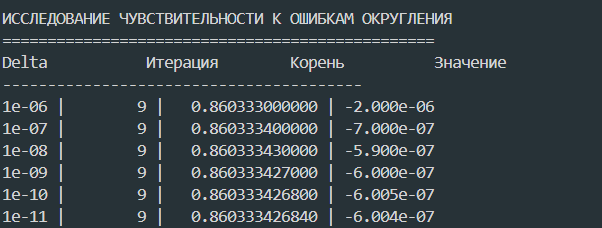 ИССЛЕДОВАНИЕ ЧУВСТВИТЕЛЬНОСТИ К ОШИБКАМ ОКРУГЛЕНИЯ
================================================
Delta Итерация Корень Значение
----------------------------------------
1e-06 | 9 | 0.860333000000 | -2.000e-06
1e-07 | 9 | 0.860333400000 | -7.000e-07
1e-08 | 9 | 0.860333430000 | -5.900e-07
1e-09 | 9 | 0.860333427000 | -6.000e-07
1e-10 | 9 | 0.860333426800 | -6.005e-07
1e-11 | 9 | 0.860333426840 | -6.004e-07